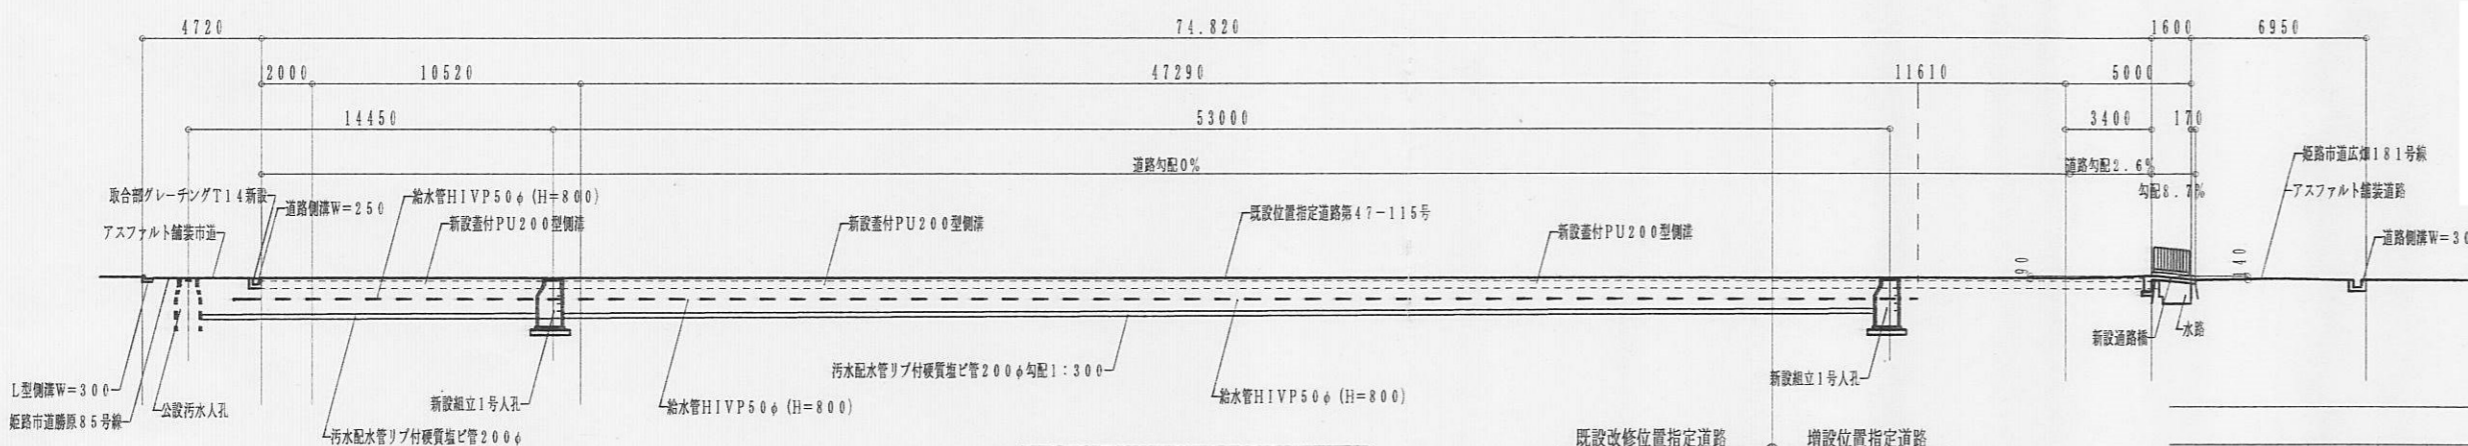 4720
74.820
1600
6950
2000
10520
47290
11610
5000
14450
53000
3400
170
道路勾配0%
道路勾配2.6%
勾配8.7%
姫路市道広畑181号線
アスファルト舗装道路
取合部グレーチングT14新設
道路側溝W=250
給水管HIVP50φ(H=800)
新設蓋付PU200型側溝
新設蓋付PU200型側溝
既設位置指定道路第47-115号
新設蓋付PU200型側溝
アスファルト舗装市道
道路側溝W=30
90
140
L型側溝W=300
姫路市道勝原85号線
公設汚水人孔
汚水配水管リブ付硬質塩ビ管200φ
新設組立1号人孔
給水管HIVP50φ(H=800)
汚水配水管リブ付硬質塩ビ管200φ勾配1:300
給水管HIVP50φ(H=800)
新設組立1号人孔
新設通路橋
水路
既設改修位置指定道路
増設位置指定道路